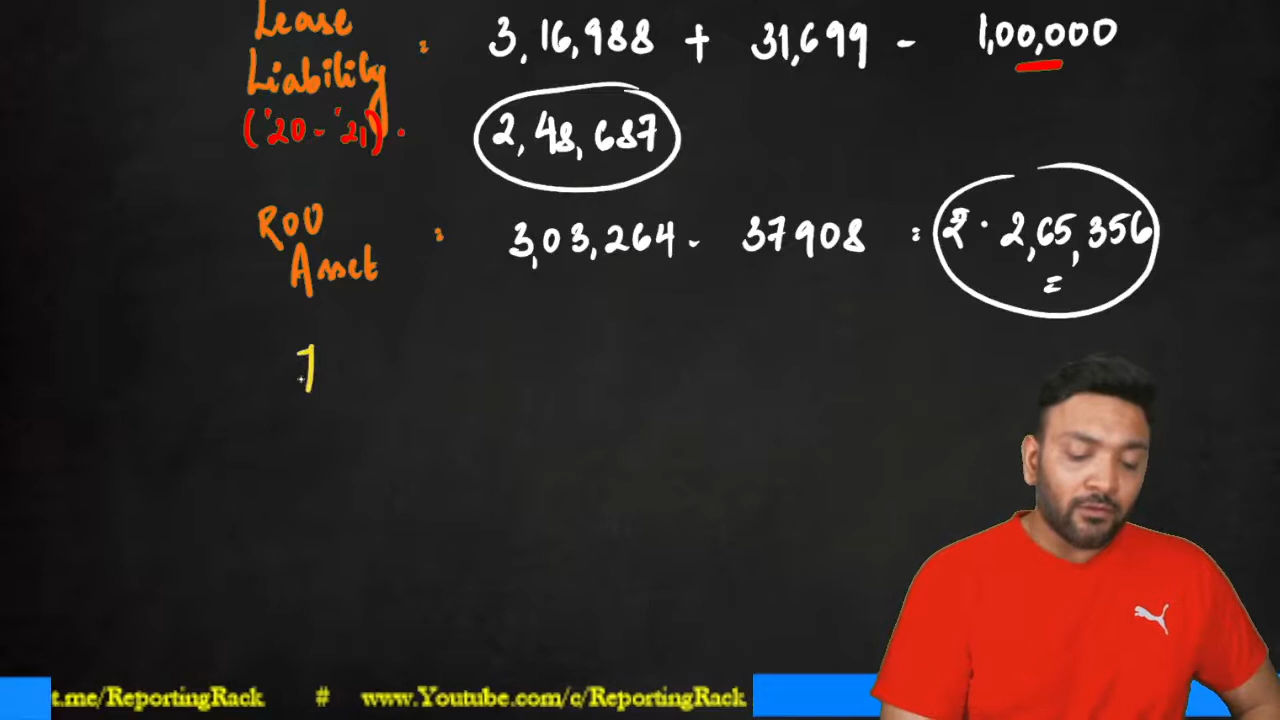 Lease
Liability = 3,16,988 + 31,699 - 1,00,000
('20-'21).
2,48,687
ROU
Asset = 3,03,264 - 37908 = ₹. 2,65,356
t.me/ReportingRack # www.Youtube.com/c/ReportingRack